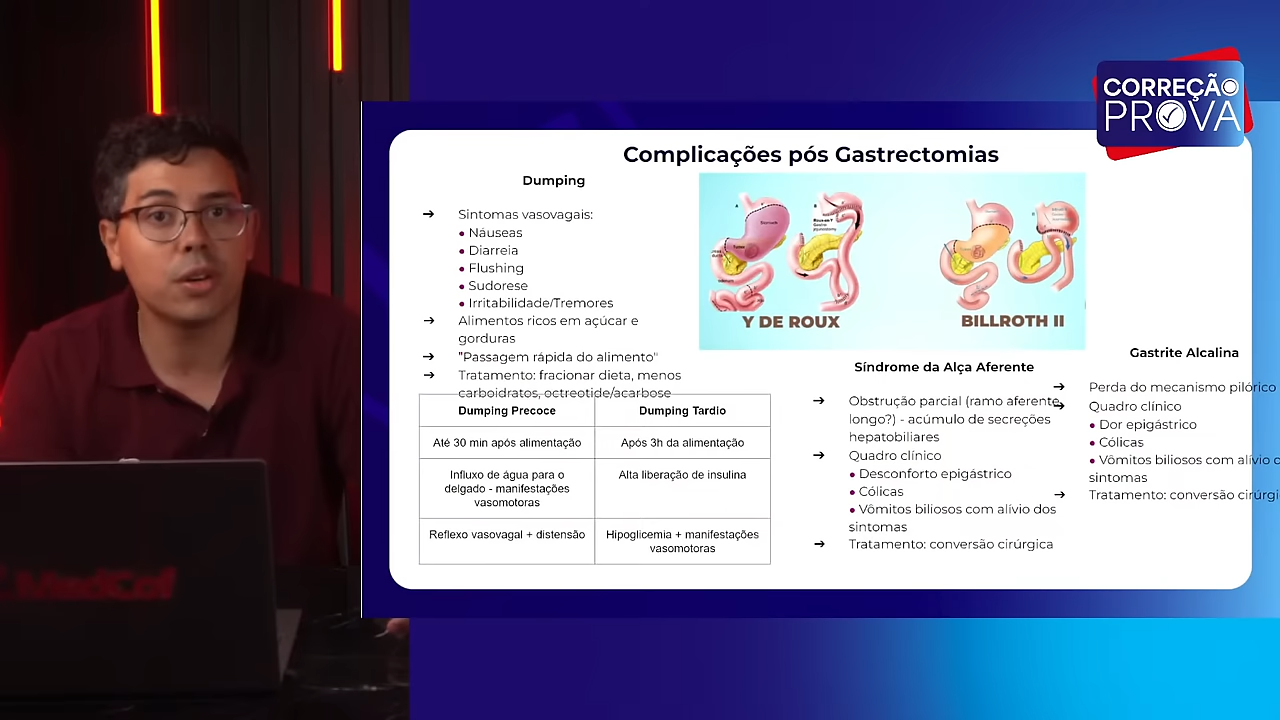 CORREÇÃO
PROVA
Complicações pós Gastrectomias
Dumping
➔ Sintomas vasovagais:
● Náuseas
● Diarreia
● Flushing
● Sudorese
● Irritabilidade/Tremores
➔ Alimentos ricos em açúcar e
gorduras
➔ "Passagem rápida do alimento"
➔ Tratamento: fracionar dieta, menos
carboidratos, octreotide/acarbose
Dumping Precoce
Dumping Tardio
Até 30 min após alimentação
Após 3h da alimentação
Influxo de água para o
delgado - manifestações
vasomotoras
Alta liberação de insulina
Reflexo vasovagal + distensão
Hipoglicemia + manifestações
vasomotoras
Y DE ROUX
BILLROTH II
Síndrome da Alça Aferente
➔ Obstrução parcial (ramo aferente
longo?) - acúmulo de secreções
hepatobiliares
➔ Quadro clínico
● Desconforto epigástrico
● Cólicas
● Vômitos biliosos com alívio dos
sintomas
➔ Tratamento: conversão cirúrgica
Gastrite Alcalina
➔ Perda do mecanismo pilórico
➔ Quadro clínico
● Dor epigástrico
● Cólicas
● Vômitos biliosos com alívio
sintomas
➔ Tratamento: conversão
MedCel